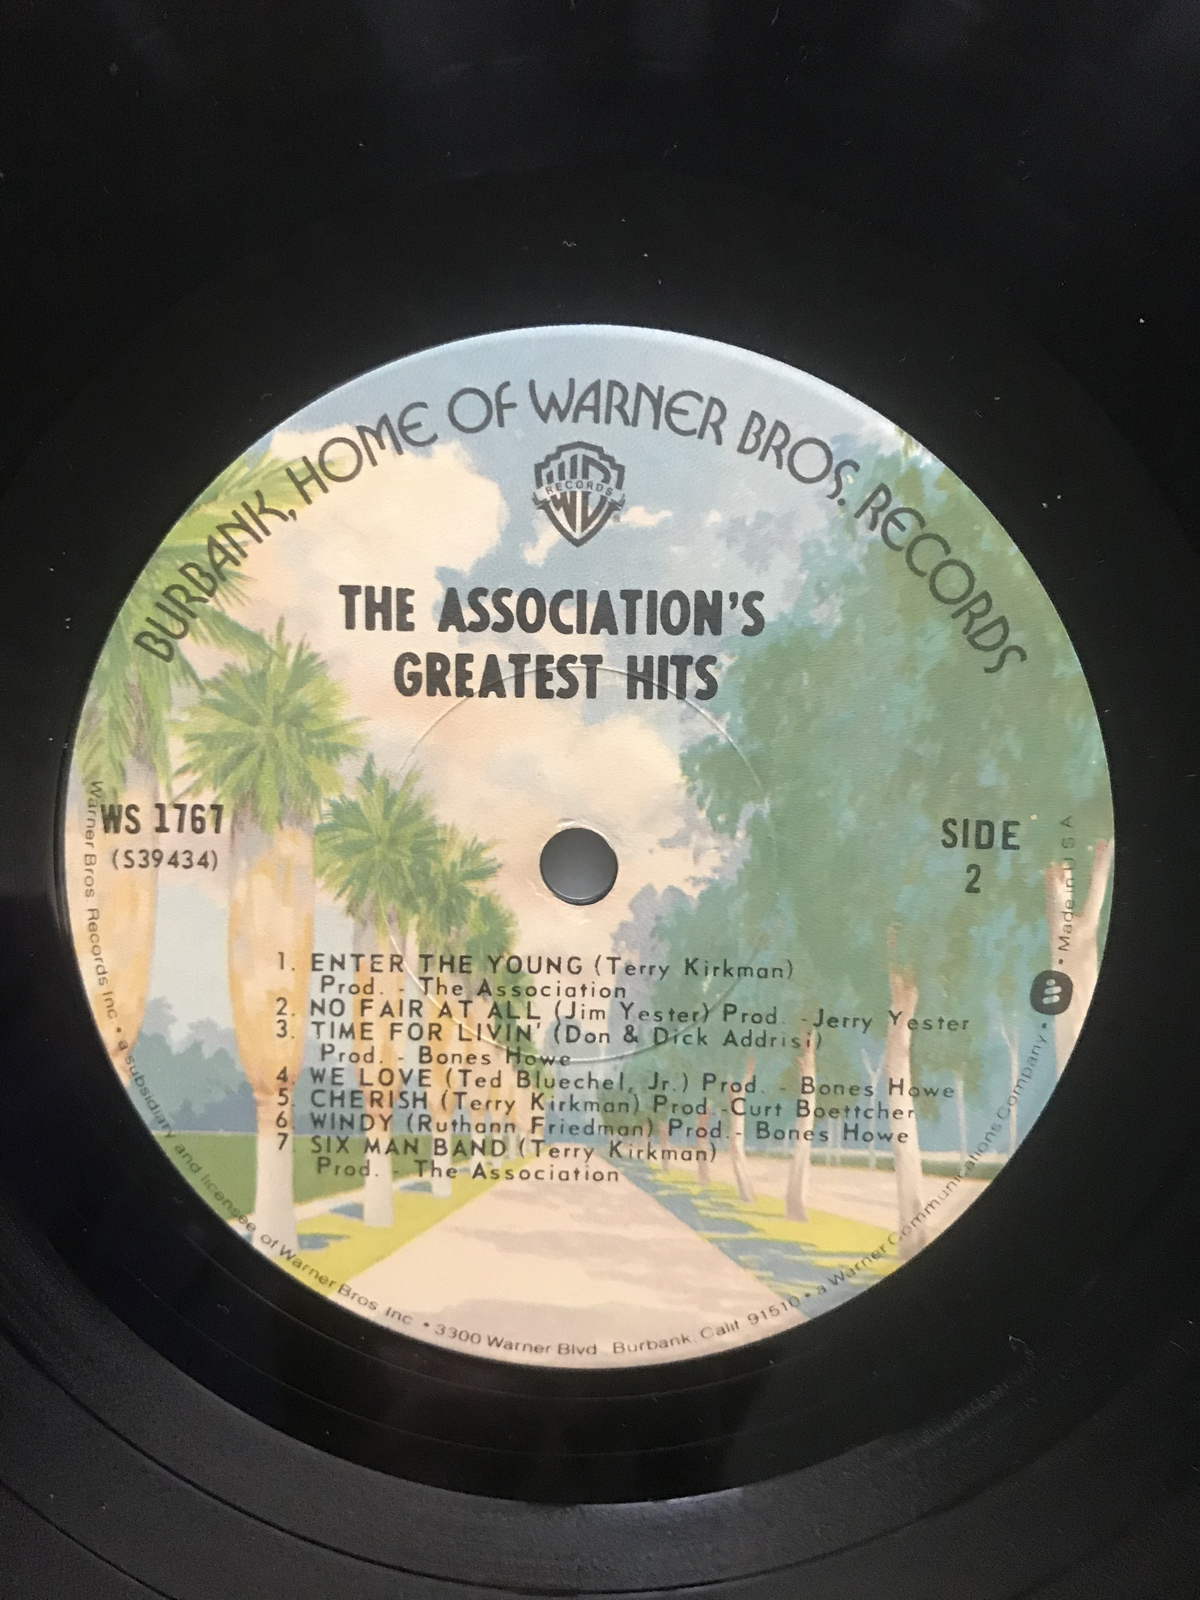 BURBANK, HOME OF WARNER BROS. RECORDS
W B
RECORDS
THE ASSOCIATION'S
GREATEST HITS
WS 1767
(S39434)
SIDE
2
1. ENTER THE YOUNG (Terry Kirkman)
Prod. - The Association
2. NO FAIR AT ALL (Jim Yester) Prod. - Jerry Yester
3. TIME FOR LIVIN' (Don & Dick Addrisi)
Prod. - Bones Howe
4. WE LOVE (Ted Bluechel, Jr.) Prod. - Bones Howe
5. CHERISH (Terry Kirkman) Prod.-Curt Boettcher
6. WINDY (Ruthann Friedman) Prod.- Bones Howe
7. SIX MAN BAND (Terry Kirkman)
Prod. - The Association
Warner Bros Records Inc. • a subsidiary and licensee of Warner Bros. Inc. • 3300 Warner Blvd., Burbank, Calif. 91510 • a Warner Communications Company. • Made in U S A